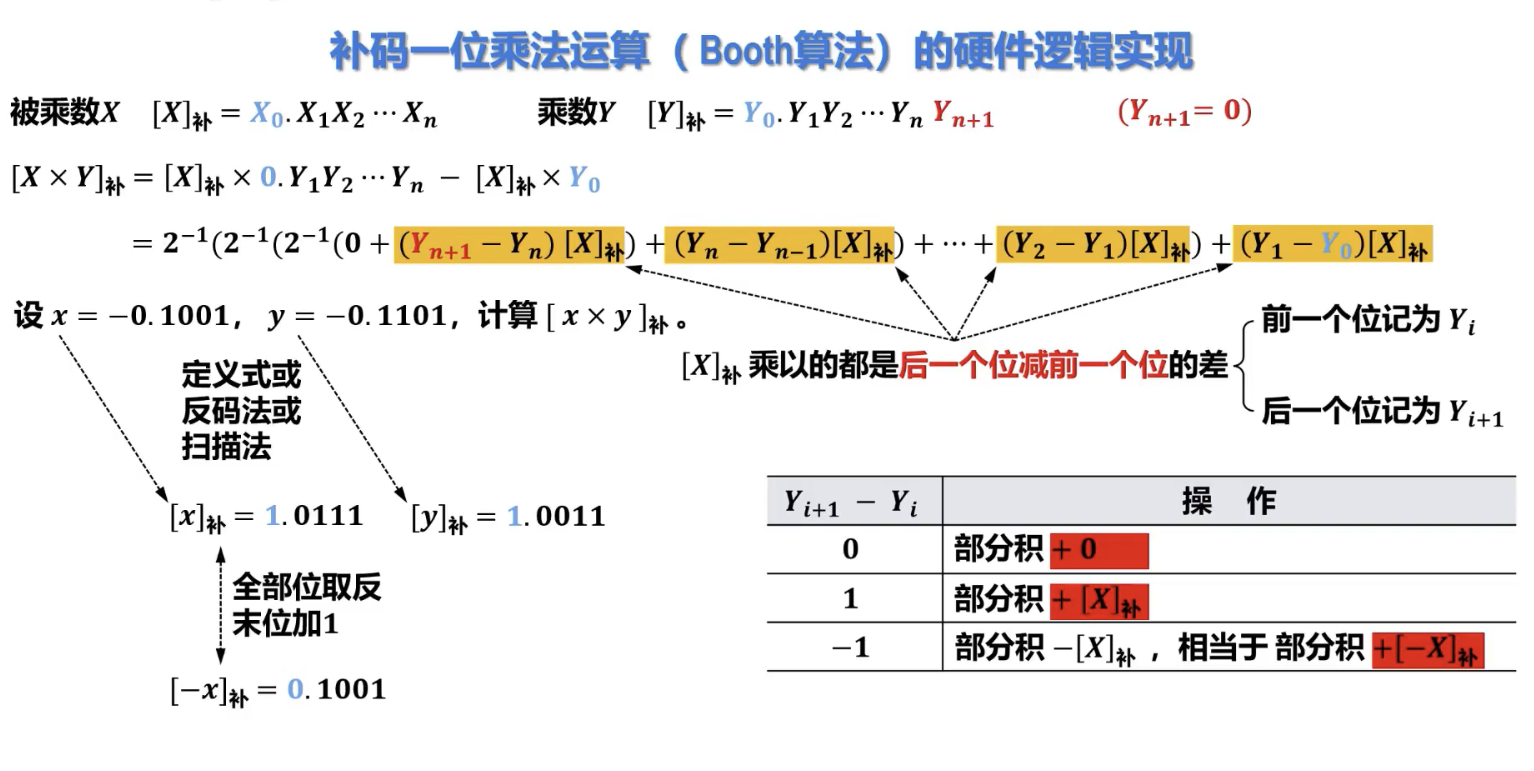 补码一位乘法运算（Booth算法）的硬件逻辑实现
被乘数X [X]补 = X₀.X₁X₂⋯Xₙ 乘数Y [Y]补 = Y₀.Y₁Y₂⋯Yₙ Yₙ₊₁ (Yₙ₊₁= 0)
[X × Y]补 = [X]补 × 0.Y₁Y₂⋯Yₙ − [X]补 × Y₀
= 2⁻¹(2⁻¹(2⁻¹(0 + (Yₙ₊₁ − Yₙ) [X]补) + (Yₙ − Yₙ₋₁)[X]补) + ⋯ + (Y₂ − Y₁)[X]补) + (Y₁ − Y₀)[X]补
设 x = −0.1001， y = −0.1101，计算 [ x × y ]补 。
定义式或
反码法或
扫描法
[X]补 乘以的都是后一个位减前一个位的差
前一个位记为 Yᵢ
后一个位记为 Yᵢ₊₁
[x]补 = 1.0111 [y]补 = 1.0011
全部位取反
末位加1
[−x]补 = 0.1001
Yᵢ₊₁ − Yᵢ 操 作
0 部分积 + 0
1 部分积 + [X]补
−1 部分积 −[X]补 ，相当于 部分积 +[−X]补